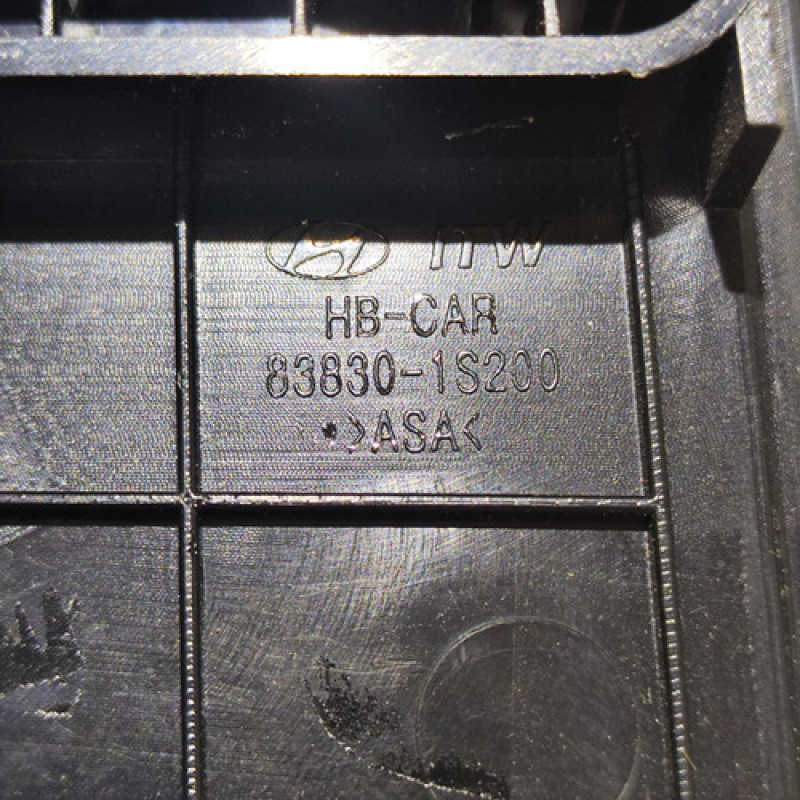 ITW
HB-CAR
83830-1S200
>ASA<